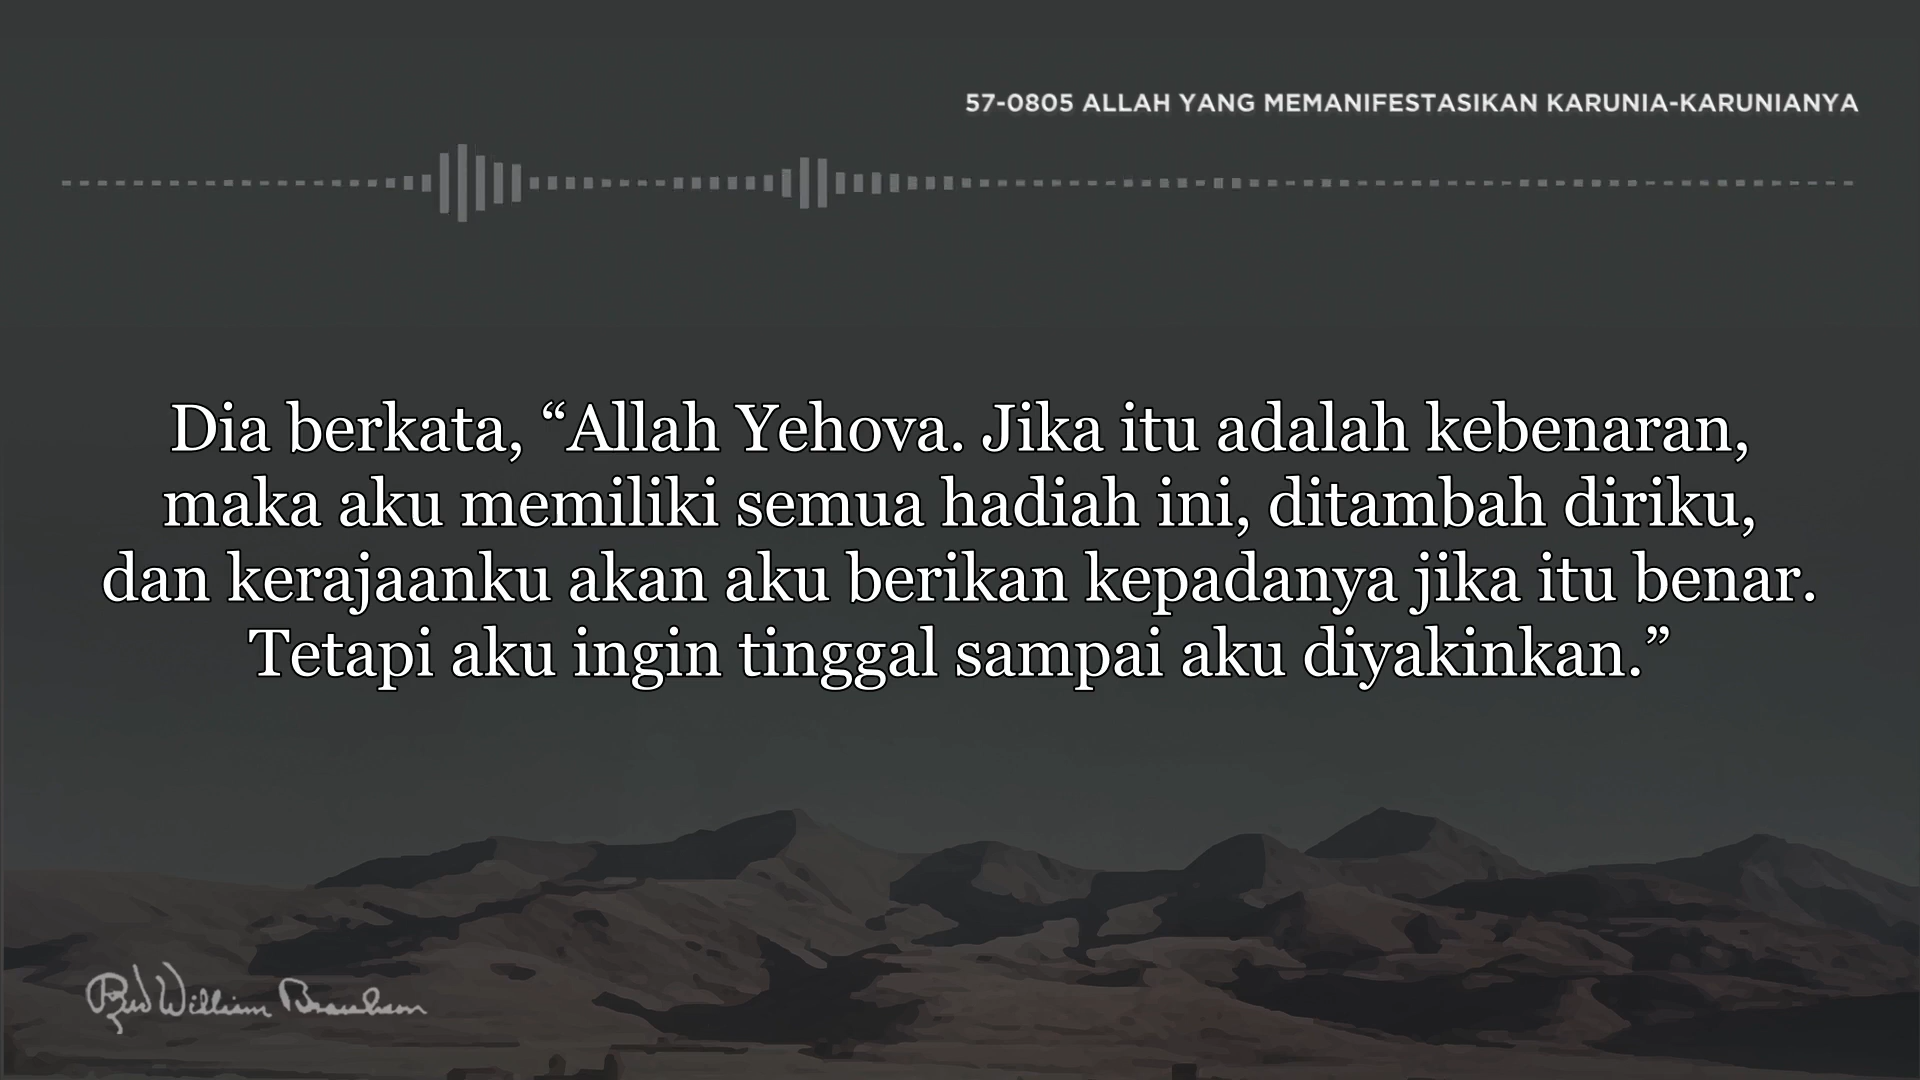 57-0805 ALLAH YANG MEMANIFESTASIKAN KARUNIA-KARUNIANYA
Dia berkata, “Allah Yehova. Jika itu adalah kebenaran,
maka aku memiliki semua hadiah ini, ditambah diriku,
dan kerajaanku akan aku berikan kepadanya jika itu benar.
Tetapi aku ingin tinggal sampai aku diyakinkan.”
Rev William Branham